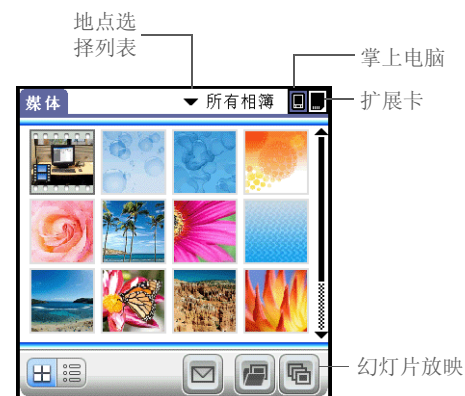 地点选
择列表
掌上电脑
媒体
所有相簿
扩展卡
幻灯片放映